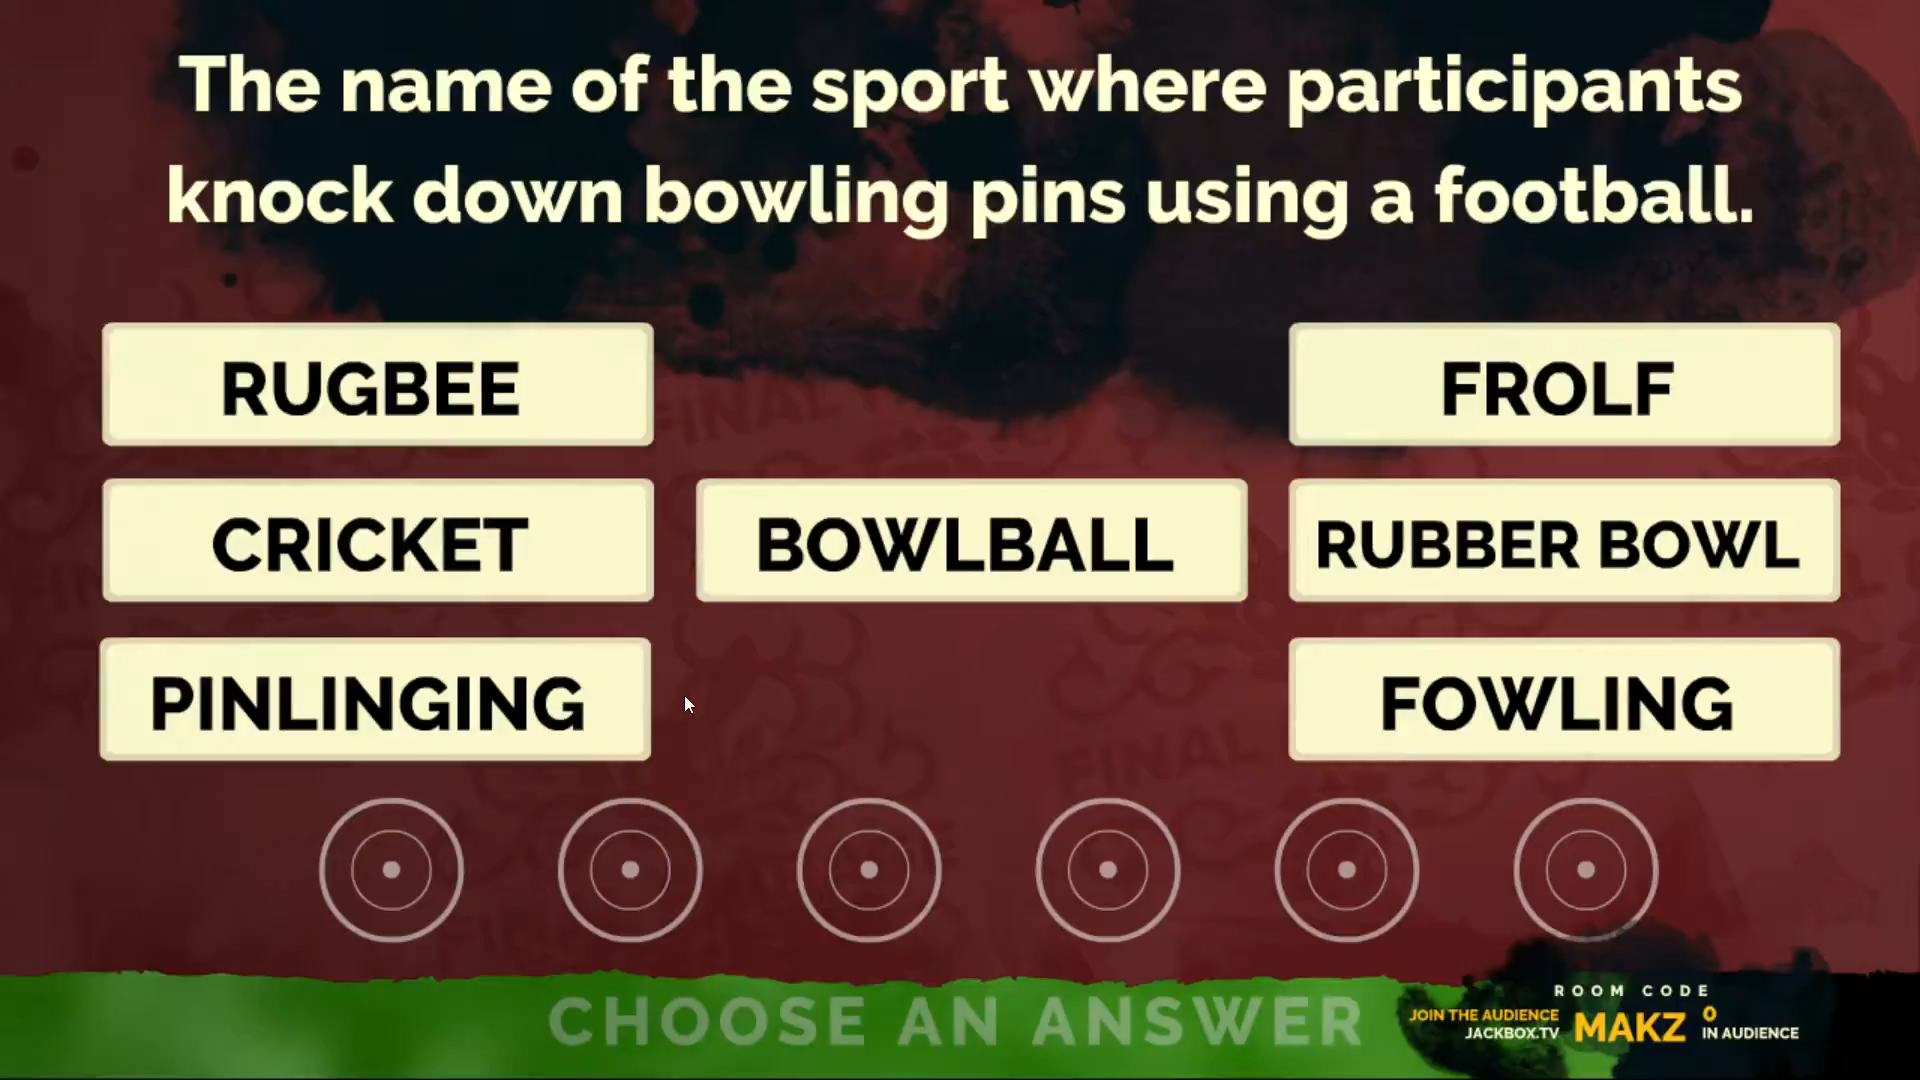 The name of the sport where participants
knock down bowling pins using a football.
RUGBEE
FROLF
CRICKET
BOWLBALL
RUBBER BOWL
PINLINGING
FOWLING
CHOOSE AN ANSWER
ROOM CODE
JOIN THE AUDIENCE
JACKBOX.TV
MAKZ
0
IN AUDIENCE